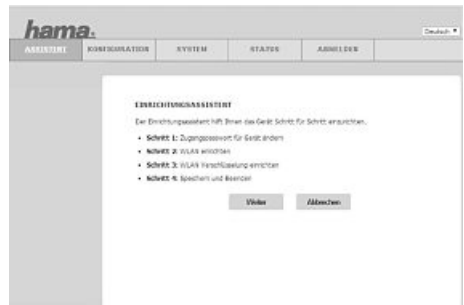 hama.
Deutsch
ASSISTENT KONFIGURATION SYSTEM STATUS ABMELDEN
EINRICHTUNGSASSISTENT
Der Einrichtungsassistent hilft Ihnen das Gerät Schritt für Schritt einzurichten.
• Schritt 1: Zugangspasswort für Gerät ändern
• Schritt 2: WLAN einrichten
• Schritt 3: WLAN Verschlüsselung einrichten
• Schritt 4: Speichern und Beenden
Weiter Abbrechen